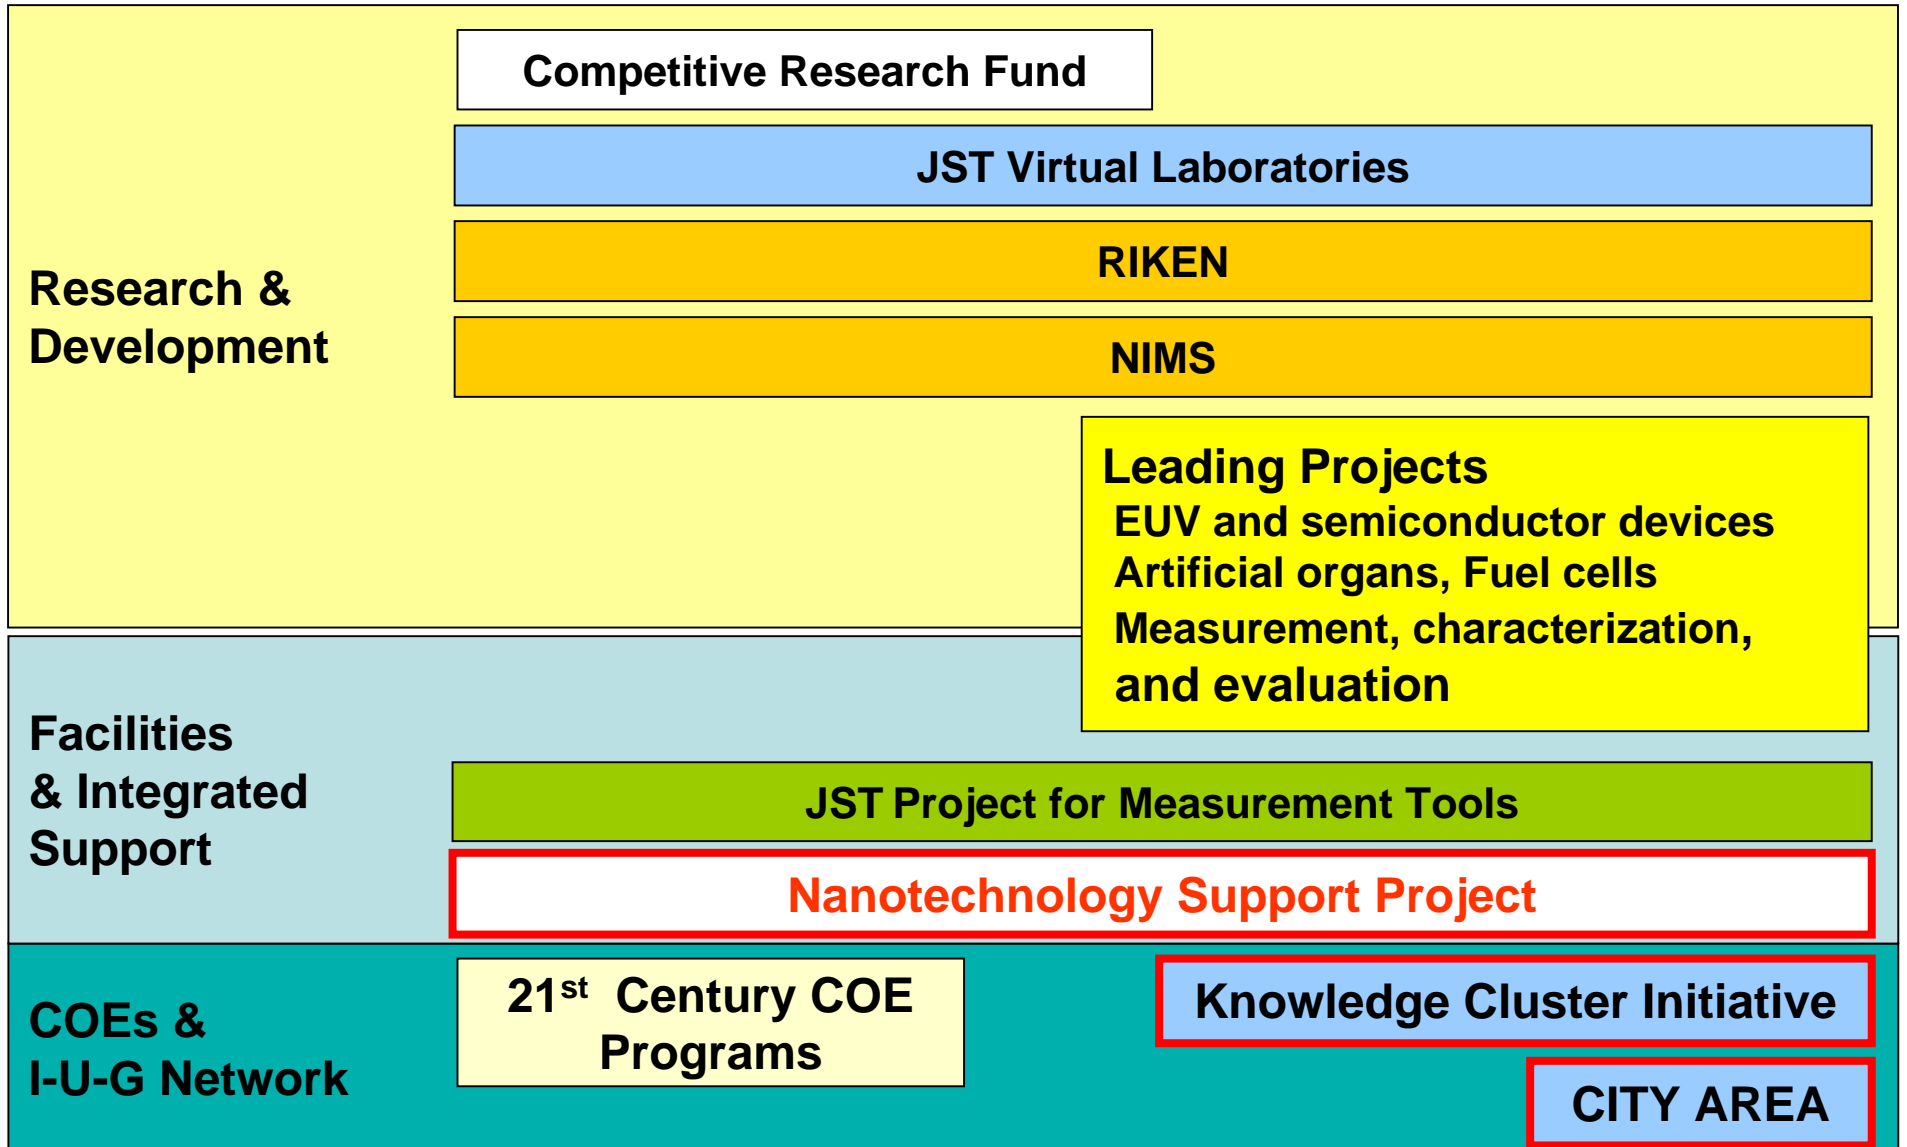 Competitive Research Fund
JST Virtual Laboratories
RIKEN
Research &
Development
NIMS
Leading Projects
EUV and semiconductor devices
Artificial organs, Fuel cells
Measurement, characterization,
and evaluation
Facilities
& Integrated
Support
JST Project for Measurement Tools
Nanotechnology Support Project
COEs &
I-U-G Network
21st Century COE
Programs
Knowledge Cluster Initiative
CITY AREA